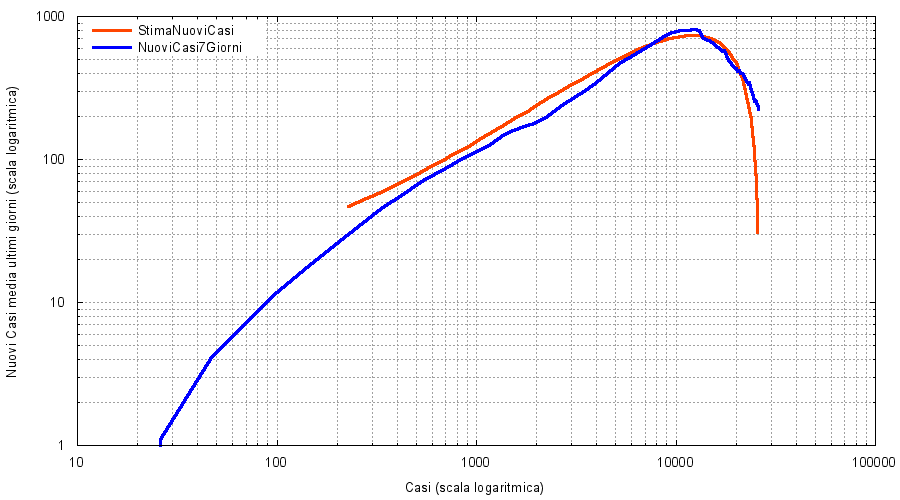 1000
StimaNuoviCasi
NuoviCasi7Giorni
100
10
1
10
100
1000
10000
100000
Nuovi Casi media ultimi giorni (scala logaritmica)
Casi (scala logaritmica)